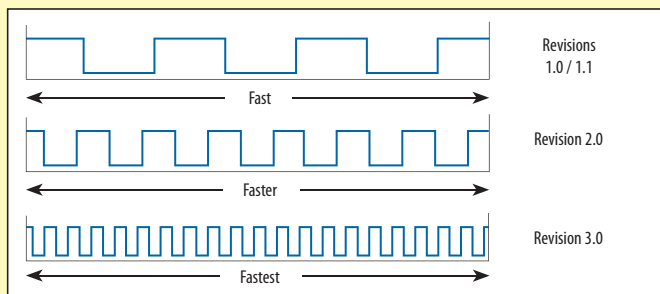 Revisions
1.0 / 1.1
Fast
Revision 2.0
Faster
Revision 3.0
Fastest